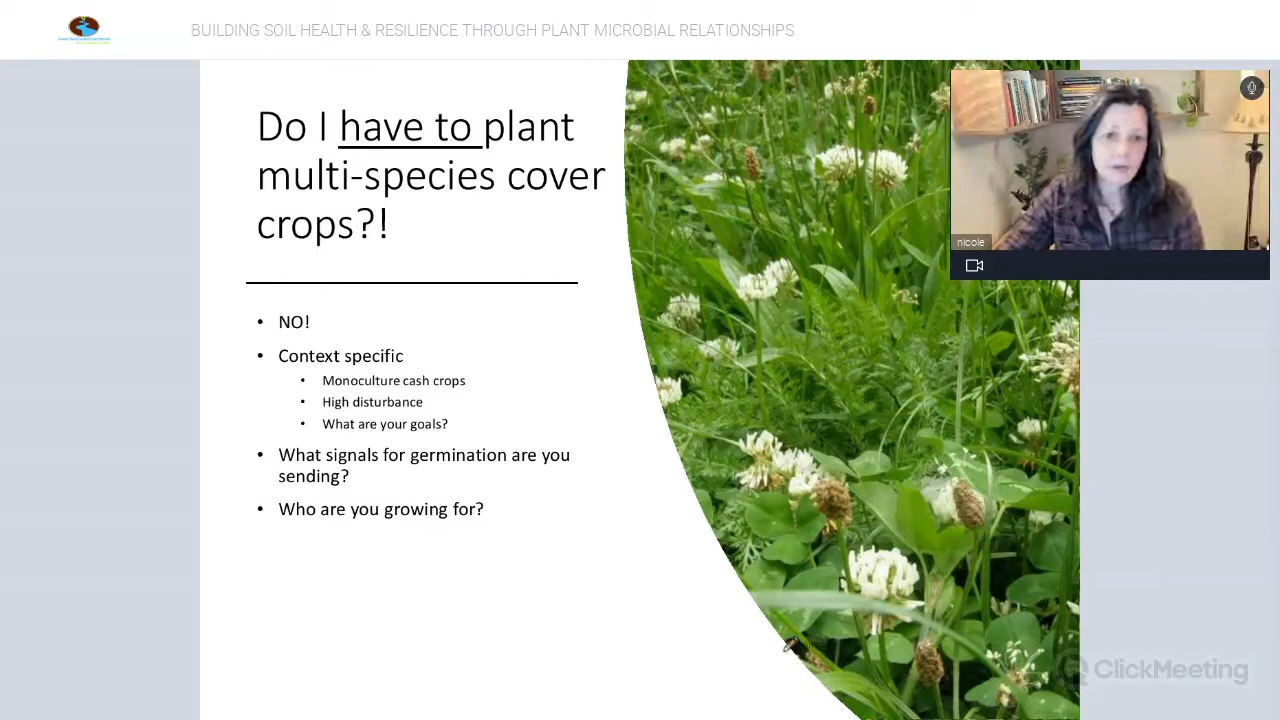 BUILDING SOIL HEALTH & RESILIENCE THROUGH PLANT MICROBIAL RELATIONSHIPS
Do I have to plant
multi-species cover
crops?!
• NO!
• Context specific
• Monoculture cash crops
• High disturbance
• What are your goals?
• What signals for germination are you
sending?
• Who are you growing for?
nicole
ClickMeeting